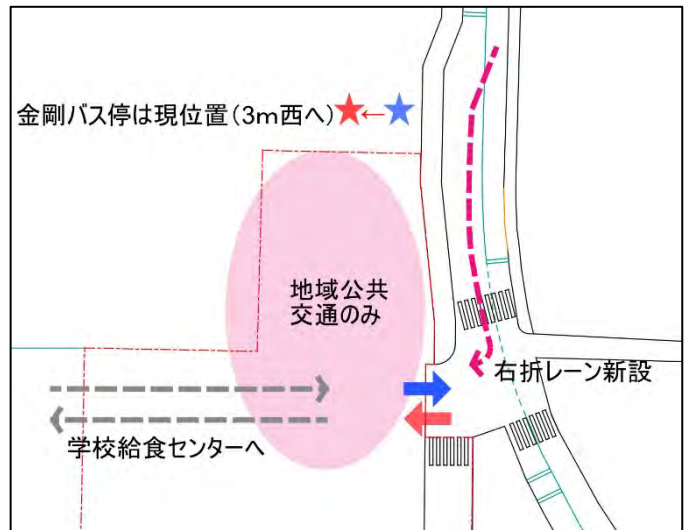 金剛バス停は現位置(3m西へ)★←★
地域公共
交通のみ
右折レーン新設
学校給食センターへ